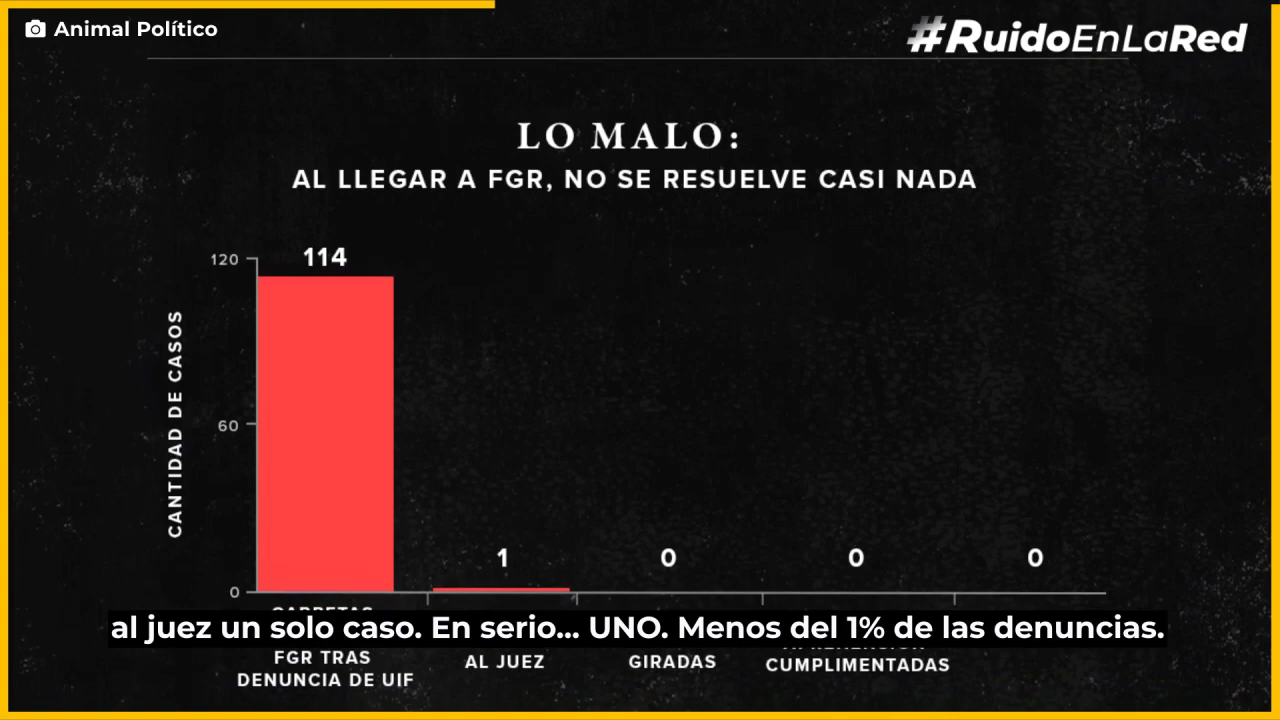 Animal Político
#RuidoEnLaRed
LO MALO:
AL LLEGAR A FGR, NO SE RESUELVE CASI NADA
120
114
CANTIDAD DE CASOS
60
1
0
0
0
0
al juez un solo caso. En serio... UNO. Menos del 1% de las denuncias.
FGR TRAS
DENUNCIA DE UIF
AL JUEZ
GIRADAS
CUMPLIMENTADAS